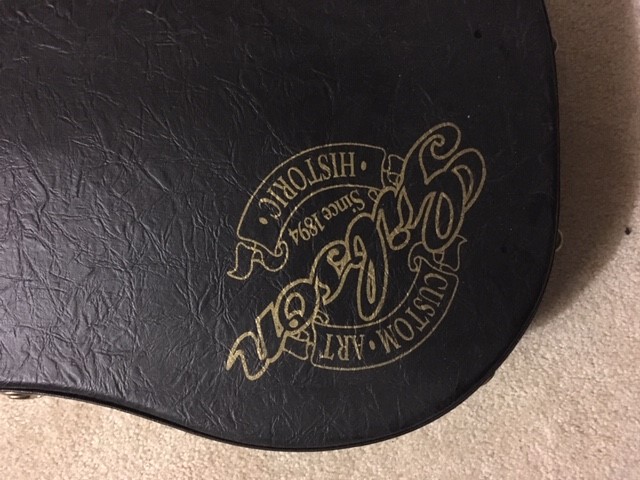 Gibson
HISTORIC
Since 1894
CUSTOM · ART